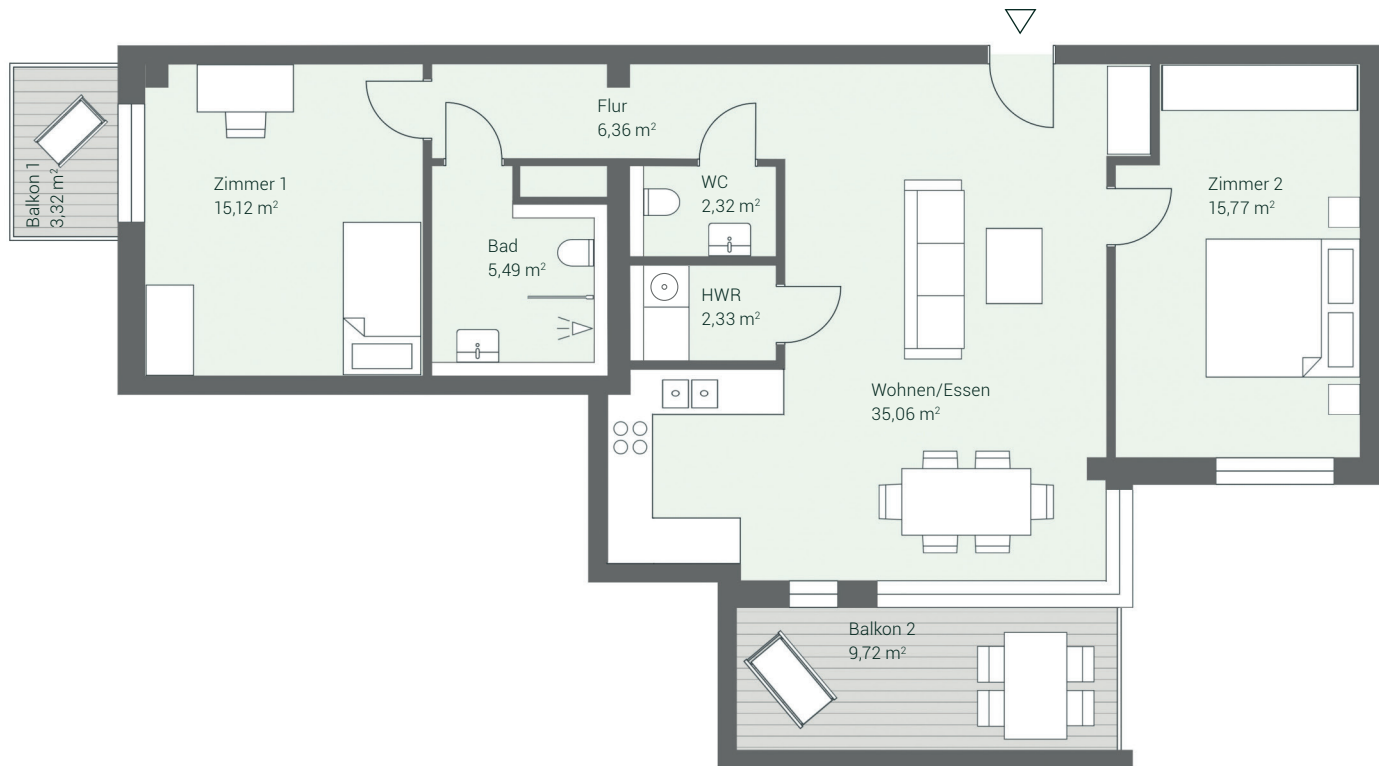 Balkon 1
3,32 m²
Zimmer 1
15,12 m²
Flur
6,36 m²
Bad
5,49 m²
WC
2,32 m²
HWR
2,33 m²
Wohnen/Essen
35,06 m²
Zimmer 2
15,77 m²
Balkon 2
9,72 m²